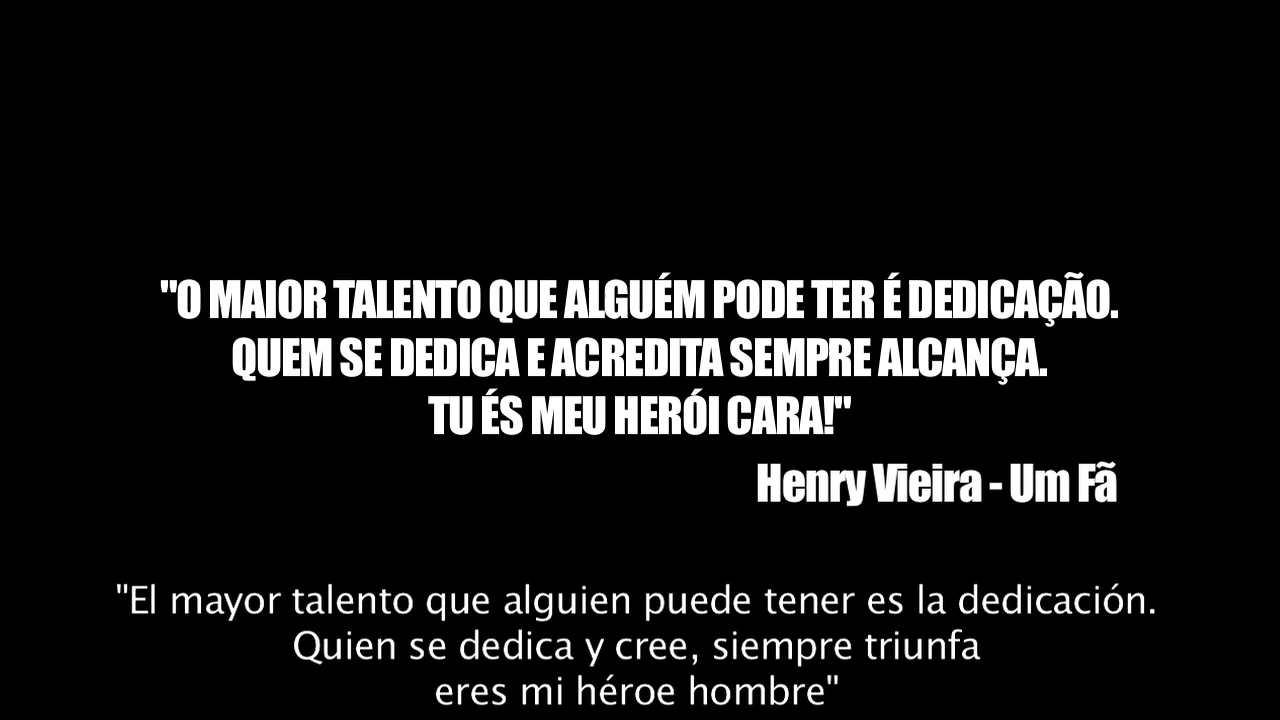 "O MAIOR TALENTO QUE ALGUÉM PODE TER É DEDICAÇÃO.
QUEM SE DEDICA E ACREDITA SEMPRE ALCANÇA.
TU ÉS MEU HERÓI CARA!"
Henry Vieira - Um Fã
"El mayor talento que alguien puede tener es la dedicación.
Quien se dedica y cree, siempre triunfa
eres mi héroe hombre"